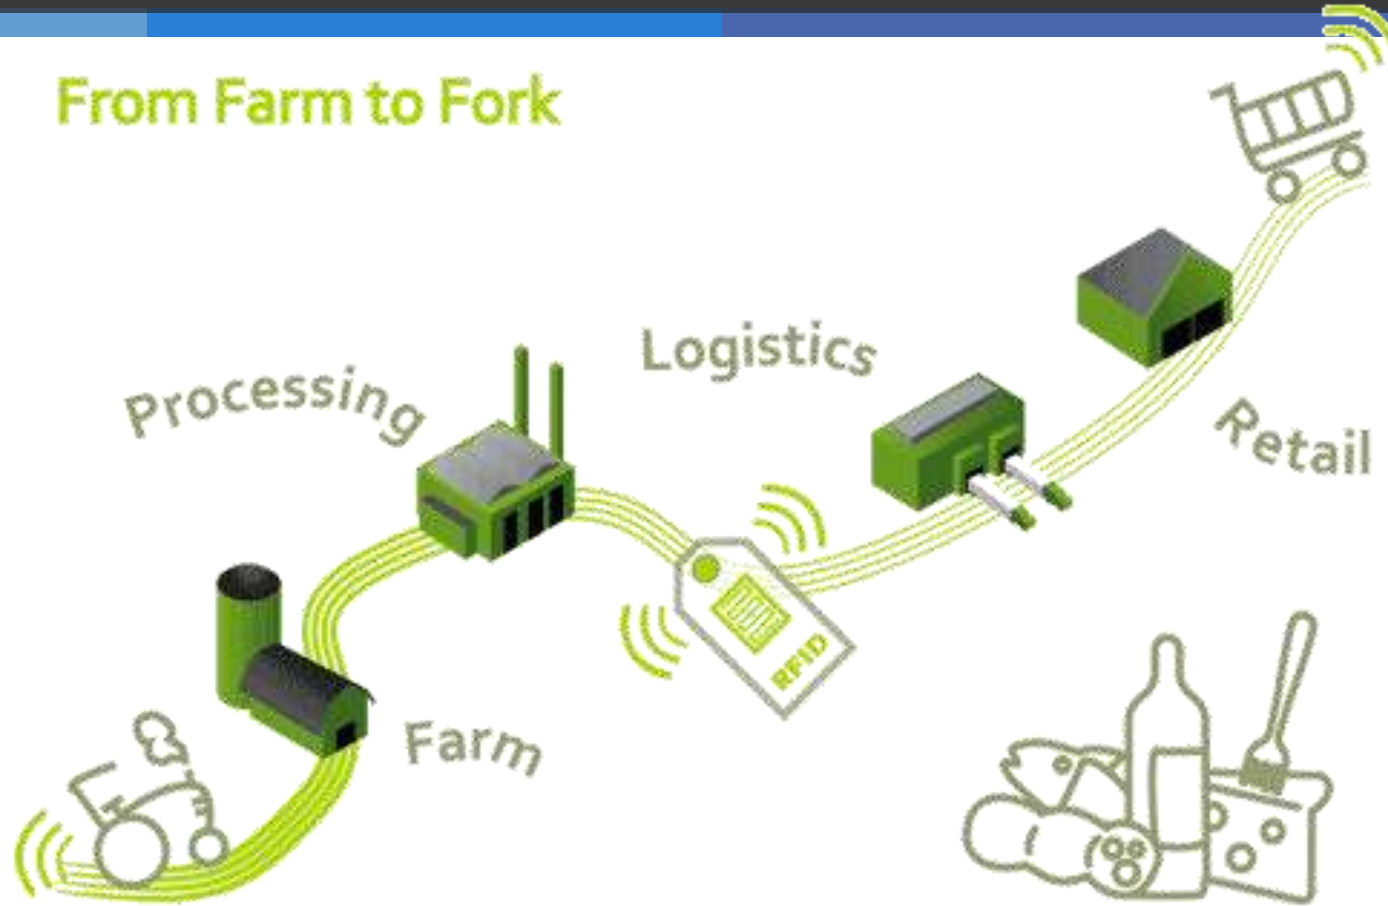 From Farm to Fork
Logistics
Processing
Retail
RFID
Farm